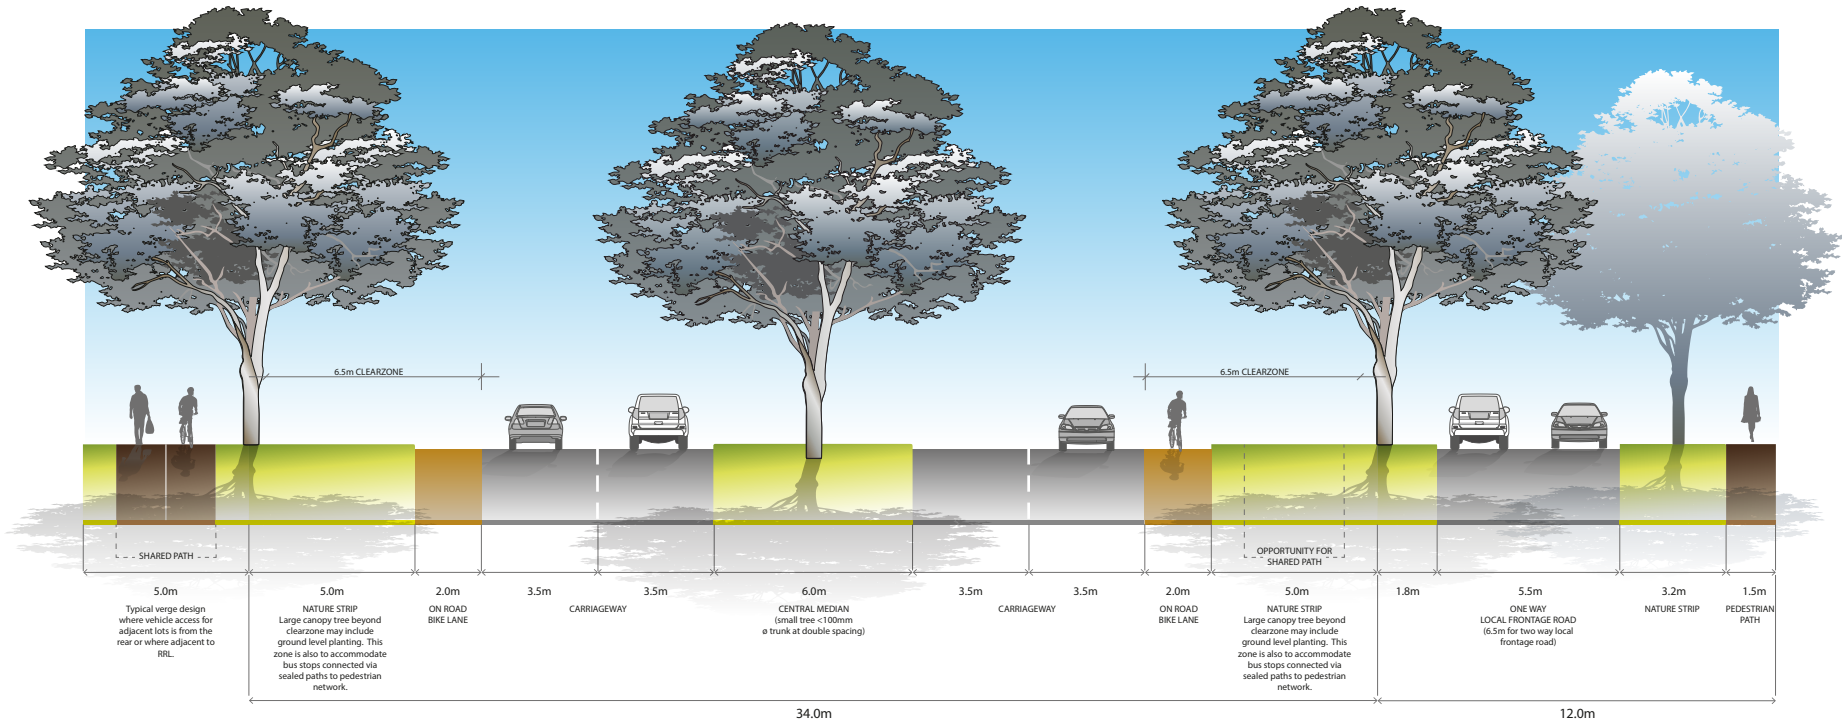 6.5m CLEARZONE
6.5m CLEARZONE
SHARED PATH
OPPORTUNITY FOR
SHARED PATH
5.0m
Typical verge design
where vehicle access for
adjacent lots is from the
rear or where adjacent to
RRL.
5.0m
NATURE STRIP
Large canopy tree beyond
clearzone may include
ground level planting. This
zone is also to accommodate
bus stops connected via
sealed paths to pedestrian
network.
2.0m
ON ROAD
BIKE LANE
3.5m
CARRIAGEWAY
3.5m
6.0m
CENTRAL MEDIAN
(small tree <100mm
ø trunk at double spacing)
3.5m
CARRIAGEWAY
3.5m
2.0m
ON ROAD
BIKE LANE
5.0m
NATURE STRIP
Large canopy tree beyond
clearzone may include
ground level planting. This
zone is also to accommodate
bus stops connected via
sealed paths to pedestrian
network.
1.8m
5.5m
ONE WAY
LOCAL FRONTAGE ROAD
(6.5m for two way local
frontage road)
3.2m
NATURE STRIP
1.5m
PEDESTRIAN
PATH
34.0m
12.0m